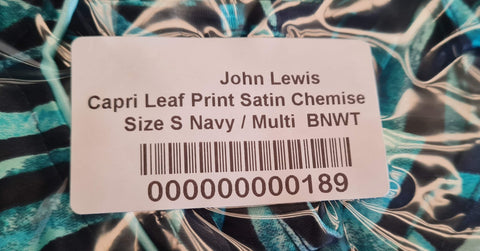 John Lewis
Capri Leaf Print Satin Chemise
Size S Navy / Multi BNWT
000000000189